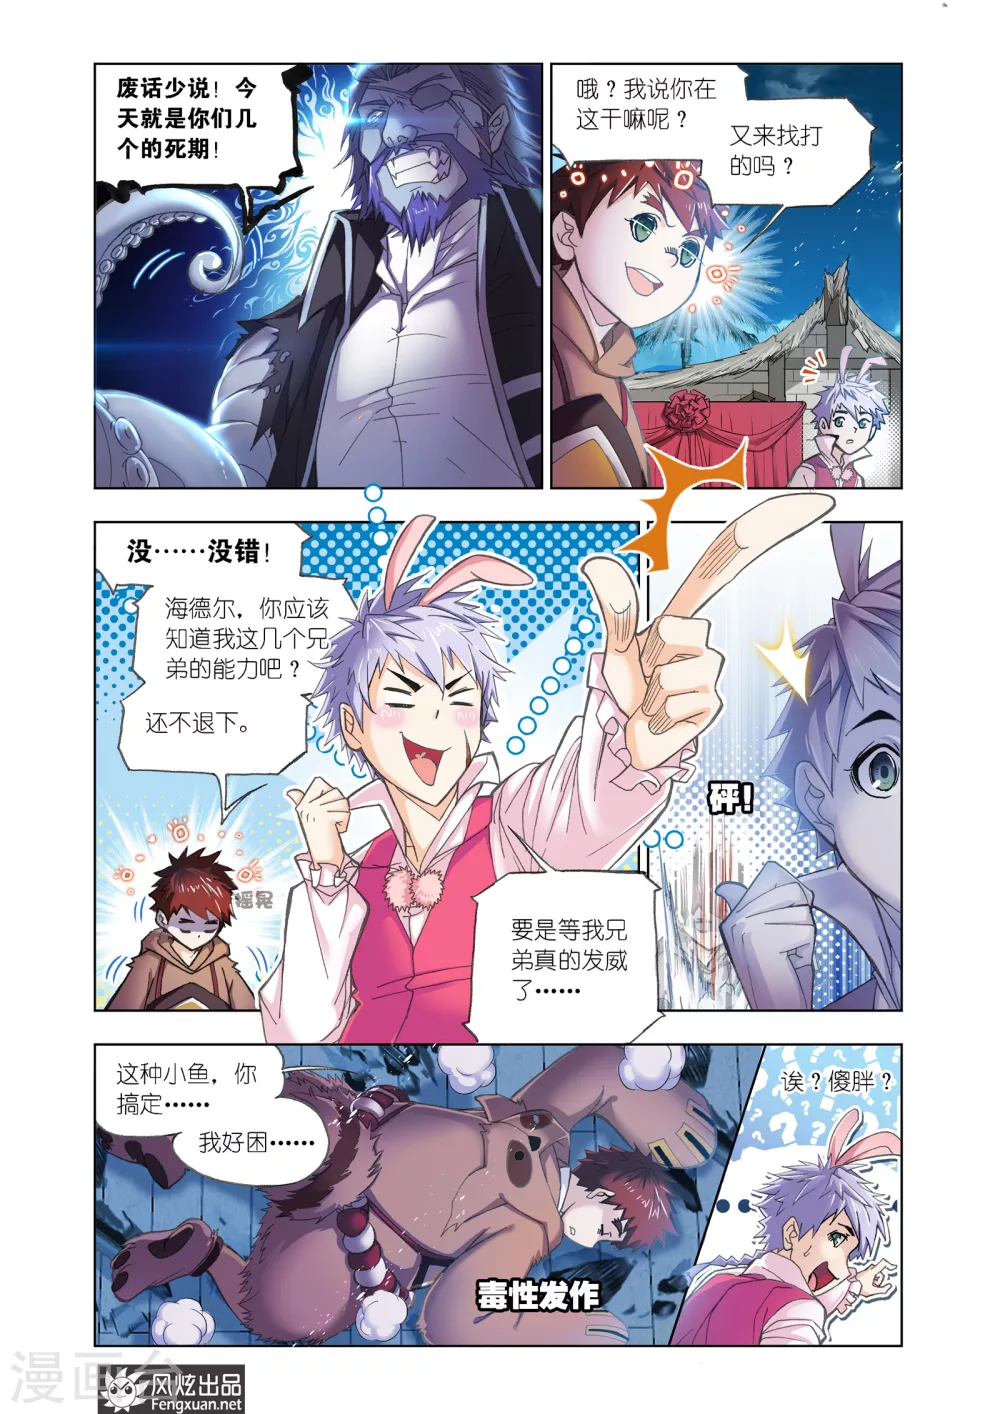 废话少说！今
天就是你们几
个的死期！
哦？我说你在
这干嘛呢？
又来找打
的吗？
没……没错！
海德尔，你应该
知道我这几个兄
弟的能力吧？
还不退下。
摇晃
砰！
要是等我兄
弟真的发威
了……
这种小鱼，你
搞定……
我好困……
诶？傻胖？
毒性发作
漫画台
风炫出品
Fengxuan.net